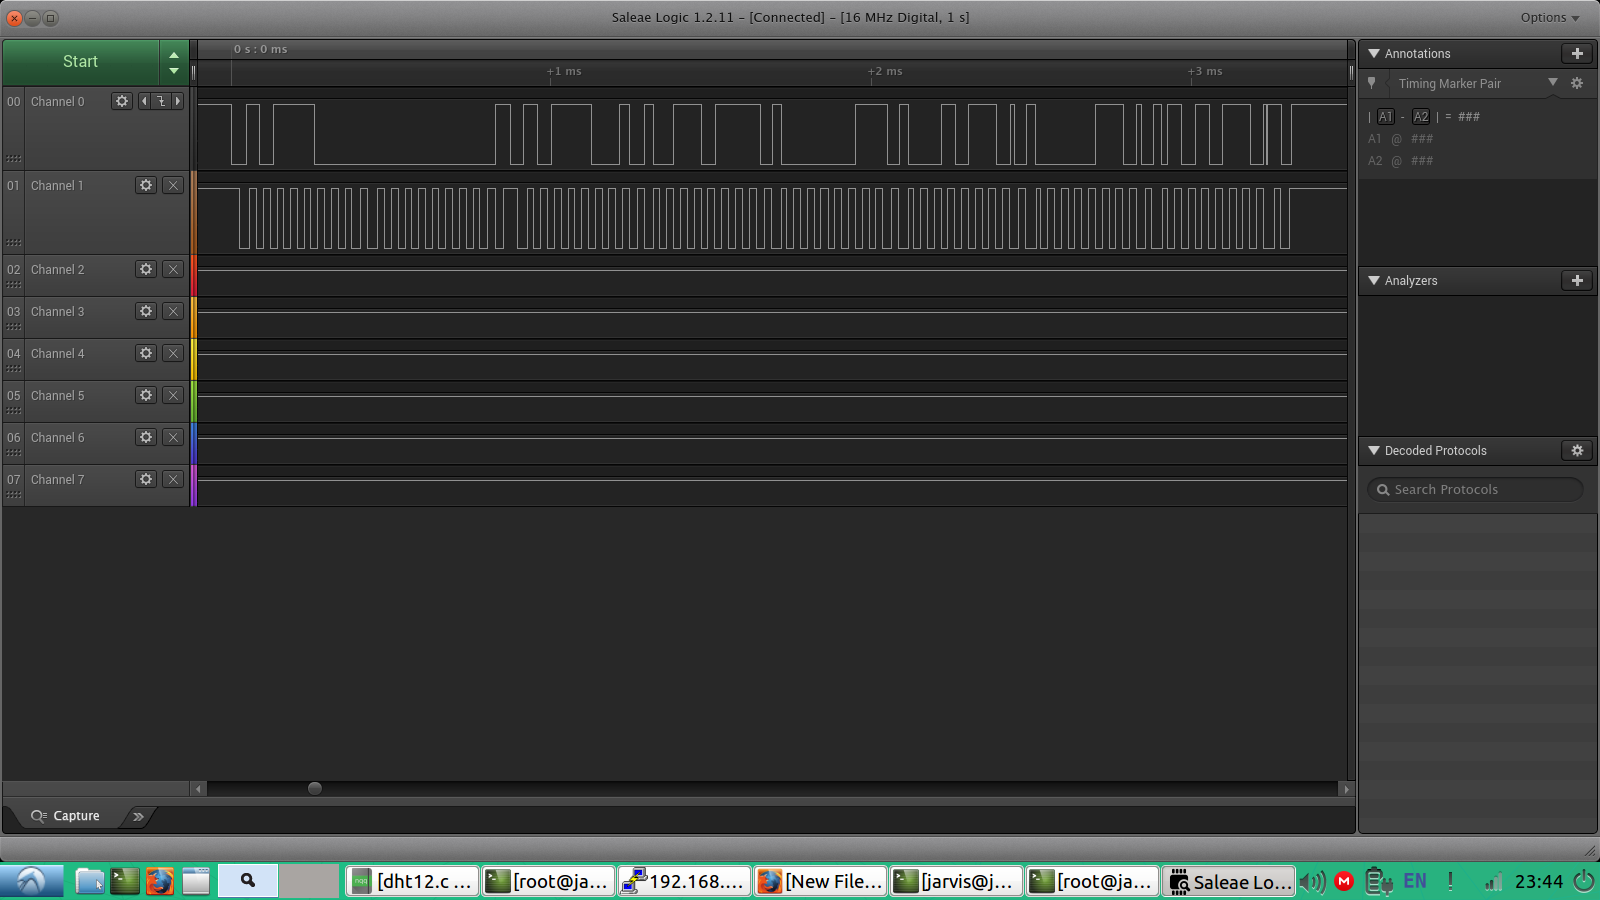 Saleae Logic 1.2.11 - [Connected] - [16 MHz Digital, 1 s]
Options
Start
0 s : 0 ms
+1 ms
+2 ms
+3 ms
00 Channel 0
01 Channel 1
02 Channel 2
03 Channel 3
04 Channel 4
05 Channel 5
06 Channel 6
07 Channel 7
Annotations
Timing Marker Pair
| A1 - A2 | = ###
A1 @ ###
A2 @ ###
Analyzers
Decoded Protocols
Search Protocols
Capture
[dht12.c ...
[root@ja...
192.168....
[New File...
[jarvis@j...
[root@ja...
Saleae Lo...
M
EN
23:44